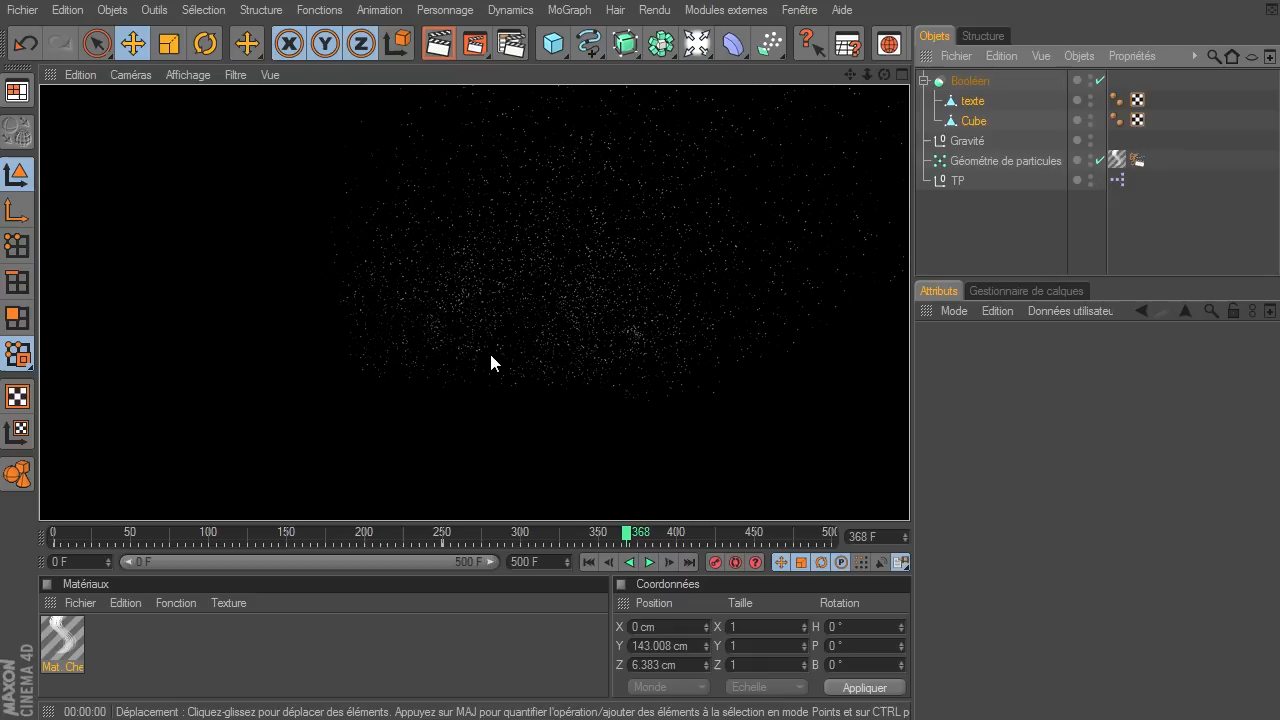 Fichier Edition Objets Outils Sélection Structure Fonctions Animation Personnage Dynamics MoGraph Hair Rendu Modules externes Fenêtre Aide
Objets Structure
Fichier Edition Vue Objets Propriétés
Edition Caméras Affichage Filtre Vue
Booléen
texte
Cube
Gravité
Géométrie de particules
TP
Attributs Gestionnaire de calques
Mode Edition Données utilisateu
0 50 100 150 200 250 300 350 368 400 450 500
368 F
0 F 0 F 500 F 500 F
Matériaux
Fichier Edition Fonction Texture
Mat. Che
Coordonnées
Position Taille Rotation
X 0 cm X 1 H 0 °
Y 143.008 cm Y 1 P 0 °
Z 6.383 cm Z 1 B 0 °
Monde Echelle Appliquer
MAXON
CINEMA 4D
00:00:00 Déplacement : Cliquez-glissez pour déplacer des éléments. Appuyez sur MAJ pour quantifier l'opération/ajouter des éléments à la sélection en mode Points et sur CTRL p